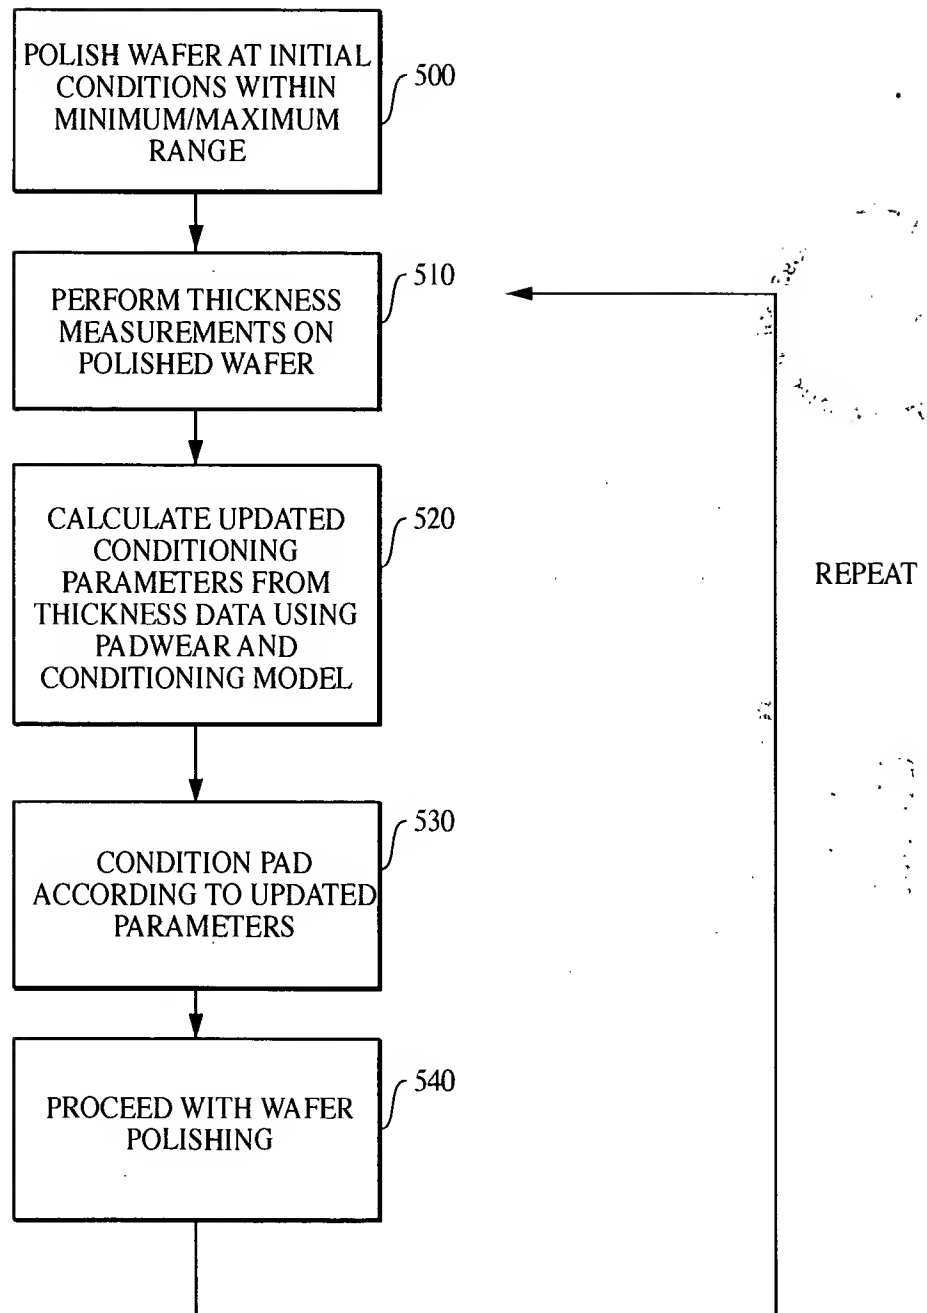 POLISH WAFER AT INITIAL
CONDITIONS WITHIN
MINIMUM/MAXIMUM
RANGE
500
PERFORM THICKNESS
MEASUREMENTS ON
POLISHED WAFER
510
CALCULATE UPDATED
CONDITIONING
PARAMETERS FROM
THICKNESS DATA USING
PADWEAR AND
CONDITIONING MODEL
520
REPEAT
CONDITION PAD
ACCORDING TO UPDATED
PARAMETERS
530
PROCEED WITH WAFER
POLISHING
540